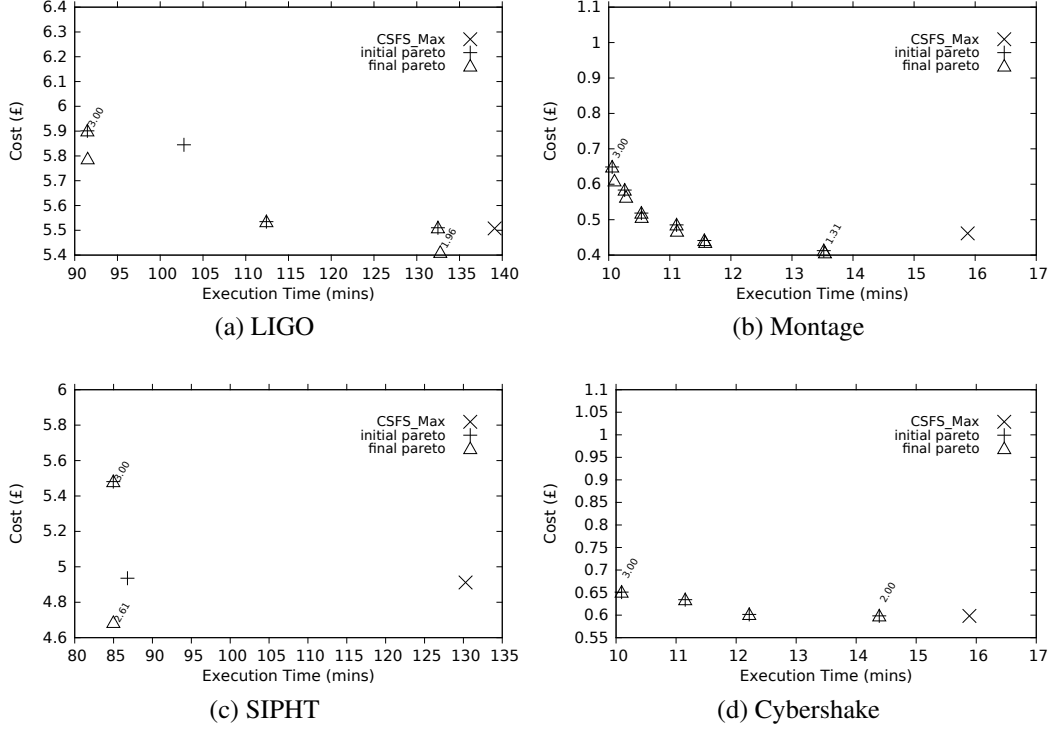 6.4
6.3
6.2
6.1
6
5.9
5.8
5.7
5.6
5.5
5.4
Cost (£)
CSFS_Max
initial pareto
final pareto
3.00
1.96
90 95 100 105 110 115 120 125 130 135 140
Execution Time (mins)
(a) LIGO
1.1
1
0.9
0.8
0.7
0.6
0.5
0.4
Cost (£)
CSFS_Max
initial pareto
final pareto
3.00
1.31
10 11 12 13 14 15 16 17
Execution Time (mins)
(b) Montage
6
5.8
5.6
5.4
5.2
5
4.8
4.6
Cost (£)
CSFS_Max
initial pareto
final pareto
3.00
2.61
80 85 90 95 100 105 110 115 120 125 130 135
Execution Time (mins)
(c) SIPHT
1.1
1.05
1
0.95
0.9
0.85
0.8
0.75
0.7
0.65
0.6
0.55
Cost (£)
CSFS_Max
initial pareto
final pareto
3.00
2.00
10 11 12 13 14 15 16 17
Execution Time (mins)
(d) Cybershake